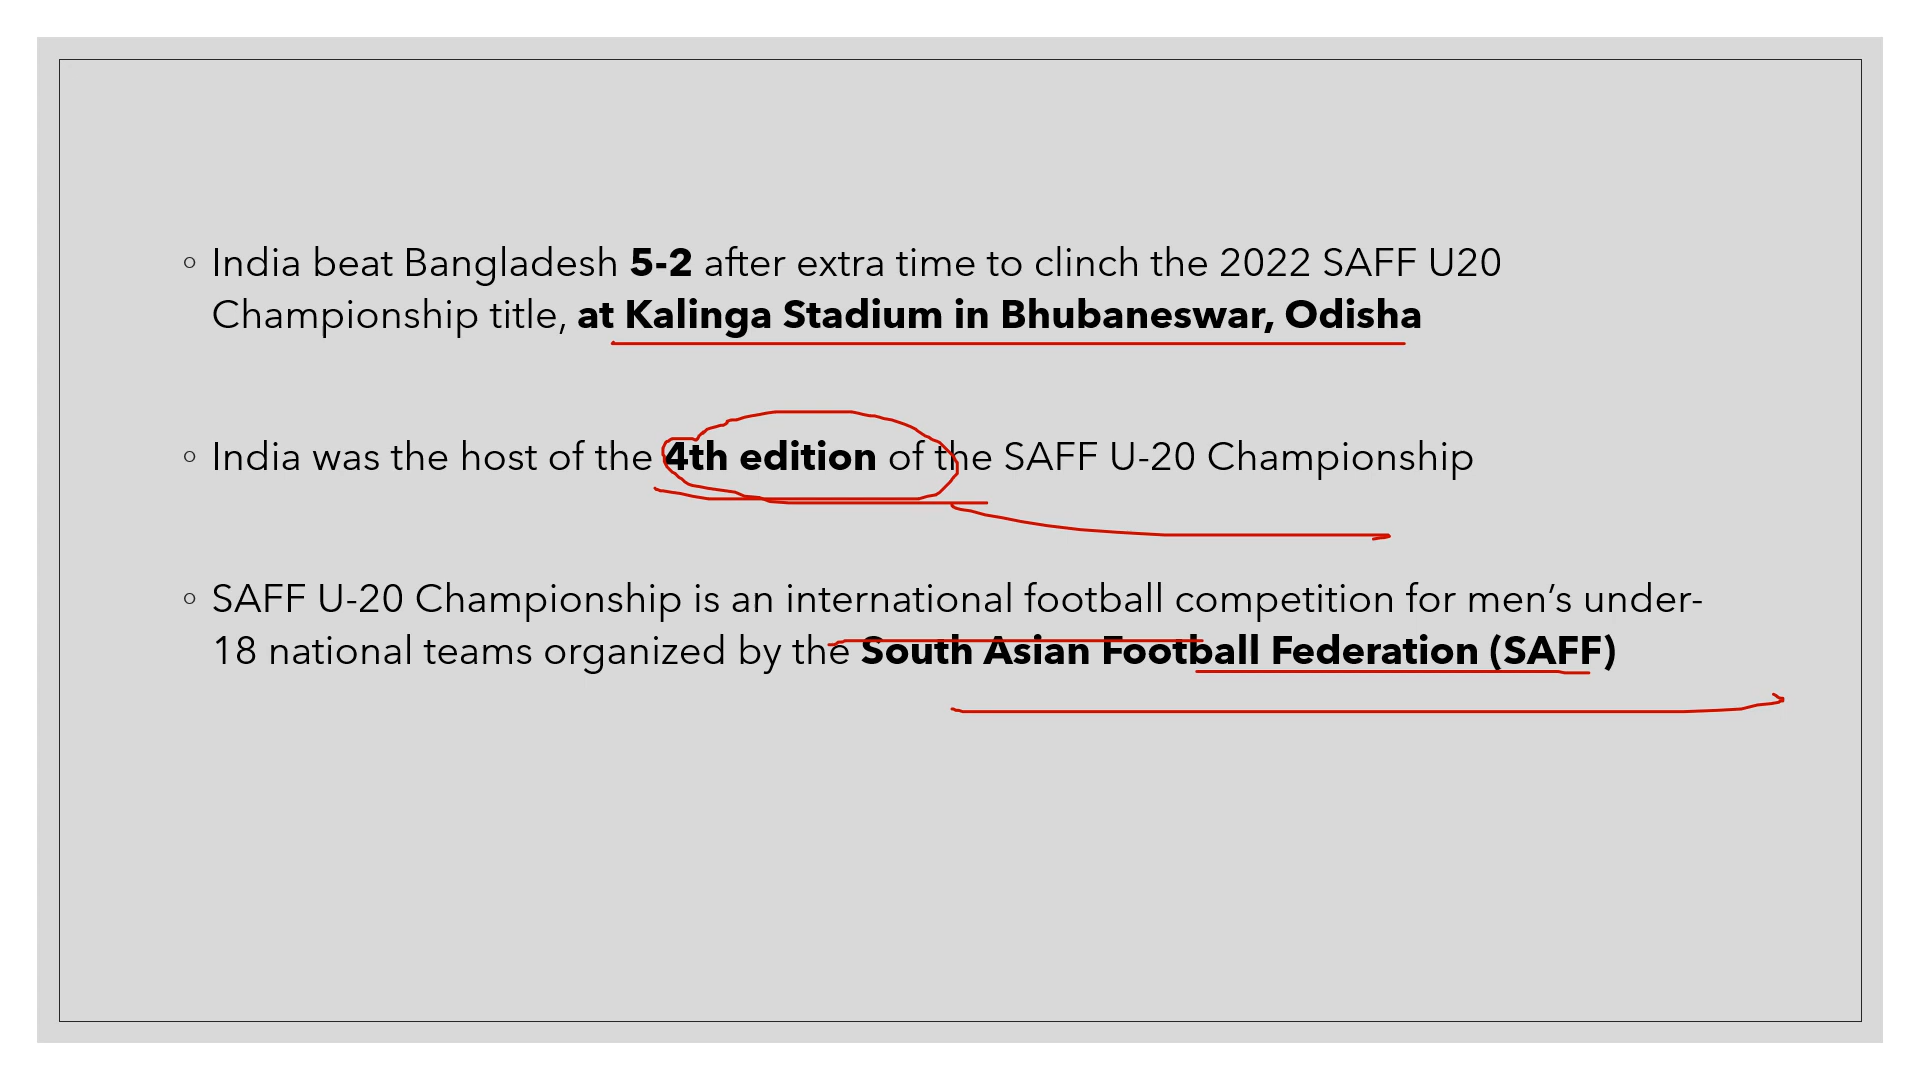 ◦ India beat Bangladesh 5-2 after extra time to clinch the 2022 SAFF U20
Championship title, at Kalinga Stadium in Bhubaneswar, Odisha
◦ India was the host of the 4th edition of the SAFF U-20 Championship
◦ SAFF U-20 Championship is an international football competition for men’s under-
18 national teams organized by the South Asian Football Federation (SAFF)